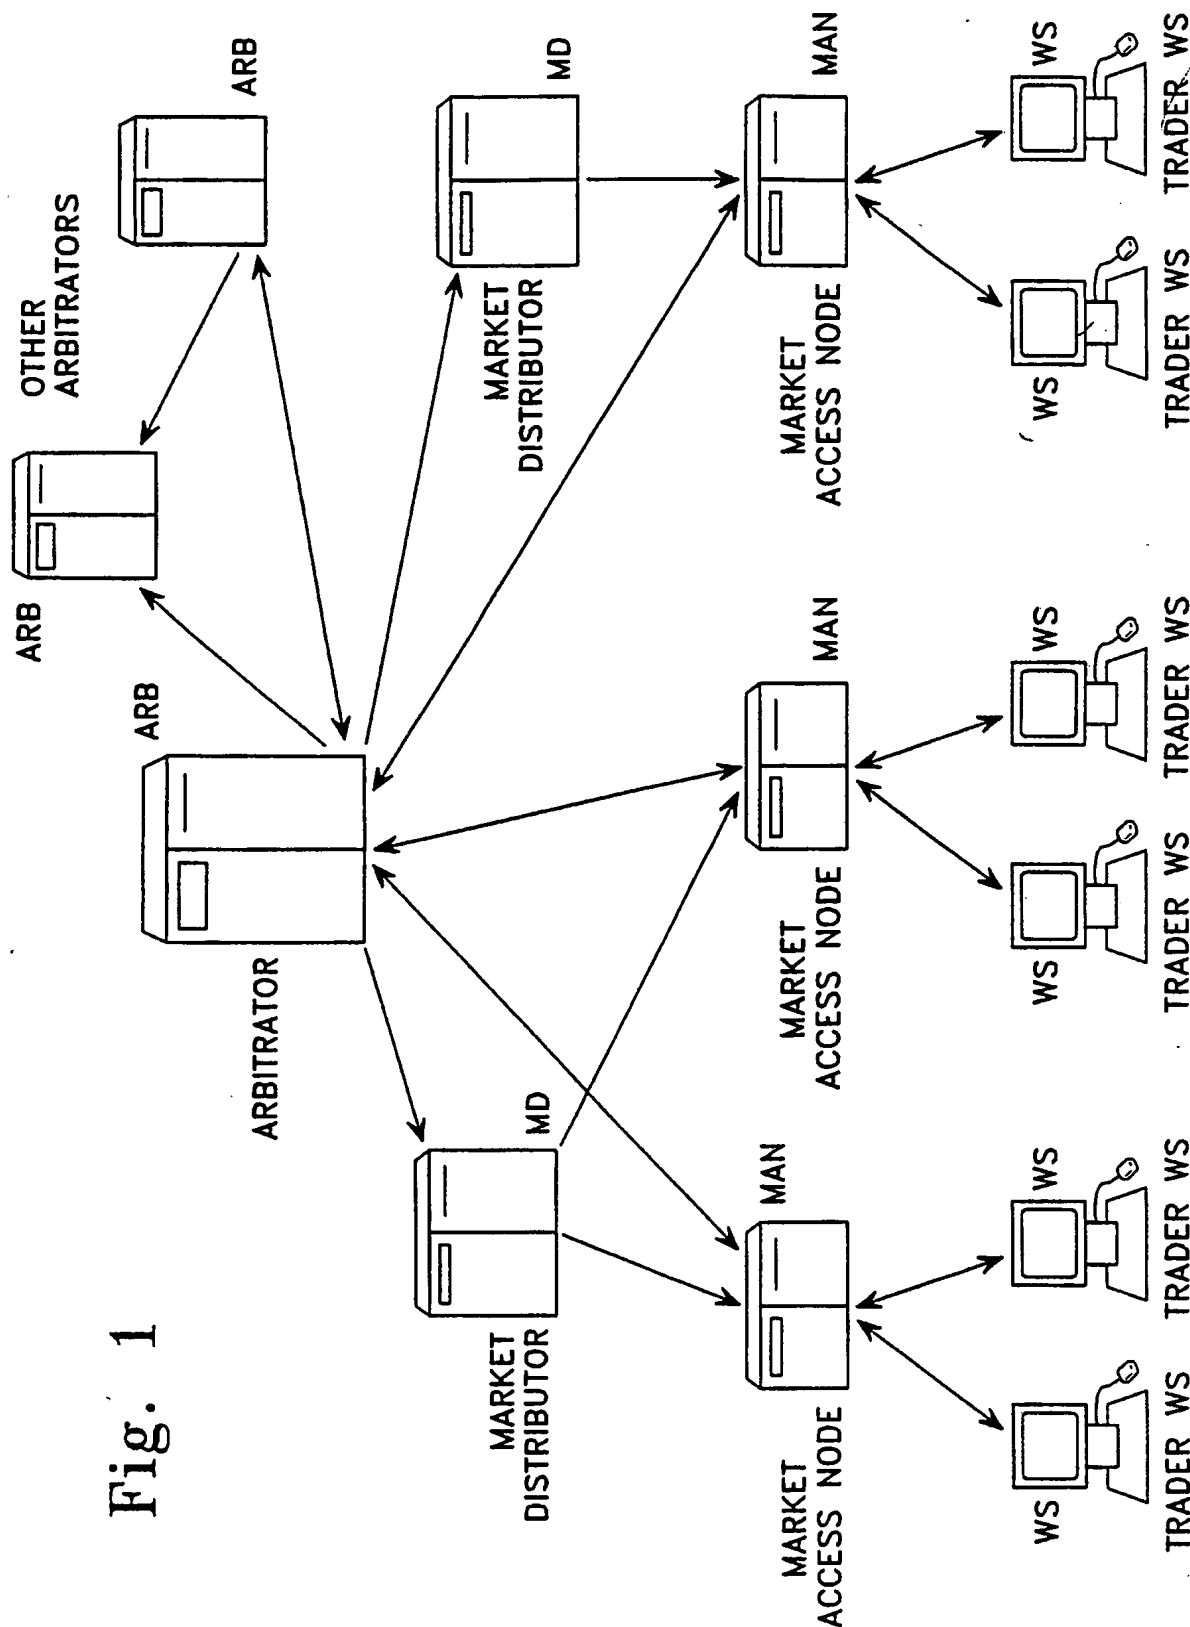 ARB
OTHER
ARBITRATORS
Fig. 1
ARB
ARB
ARBITRATOR
MARKET
DISTRIBUTOR
MD
MARKET
DISTRIBUTOR
MD
MARKET
ACCESS NODE
MAN
MARKET
ACCESS NODE
MAN
MARKET
ACCESS NODE
MAN
WS
WS
WS
WS
WS
WS
TRADER WS
TRADER WS
TRADER WS
TRADER WS
TRADER WS
TRADER WS